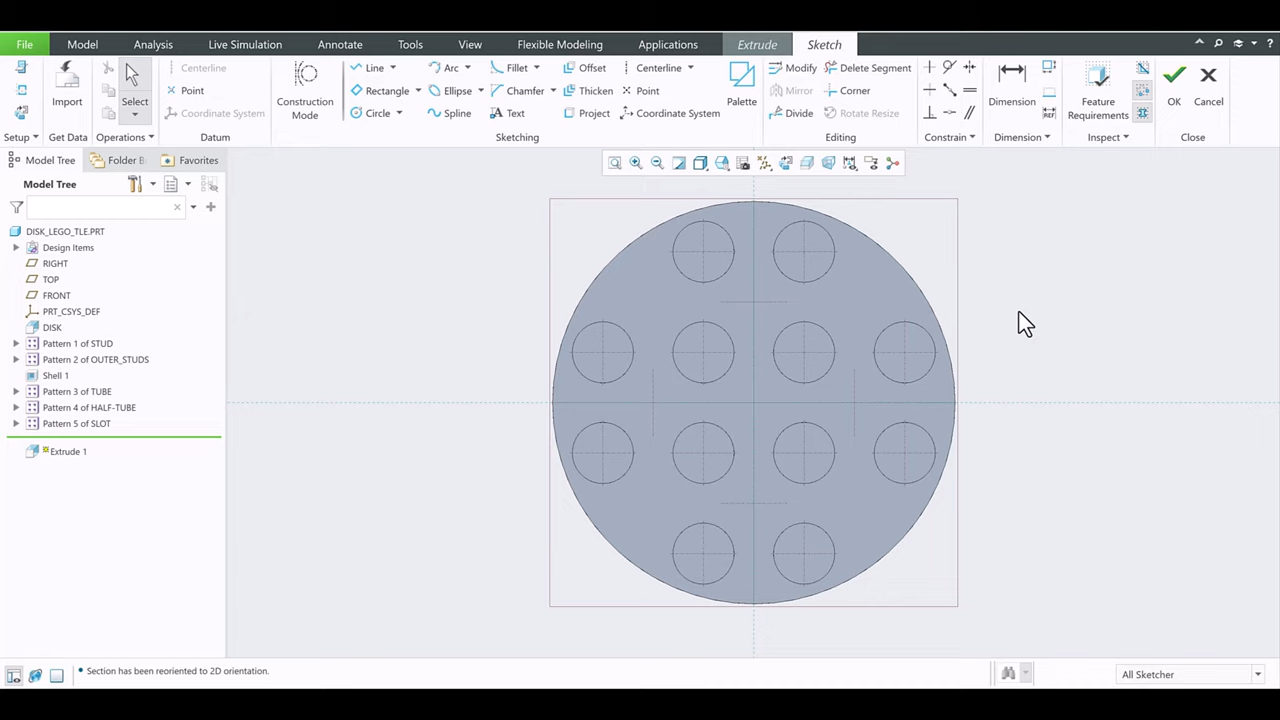 File Model Analysis Live Simulation Annotate Tools View Flexible Modeling Applications Extrude Sketch
Import
Select
Centerline
Point
Coordinate System
Construction
Mode
Line
Rectangle
Circle
Arc
Ellipse
Spline
Fillet
Chamfer
Text
Offset
Thicken
Project
Centerline
Point
Coordinate System
Palette
Modify
Mirror
Divide
Delete Segment
Corner
Rotate Resize
Dimension
Feature
Requirements
OK
Cancel
Setup Get Data Operations Datum Sketching Editing Constrain Dimension Inspect Close
Model Tree Folder B Favorites
Model Tree
DISK_LEGO_TLE.PRT
Design Items
RIGHT
TOP
FRONT
PRT_CSYS_DEF
DISK
Pattern 1 of STUD
Pattern 2 of OUTER_STUDS
Shell 1
Pattern 3 of TUBE
Pattern 4 of HALF-TUBE
Pattern 5 of SLOT
Extrude 1
• Section has been reoriented to 2D orientation.
All Sketcher